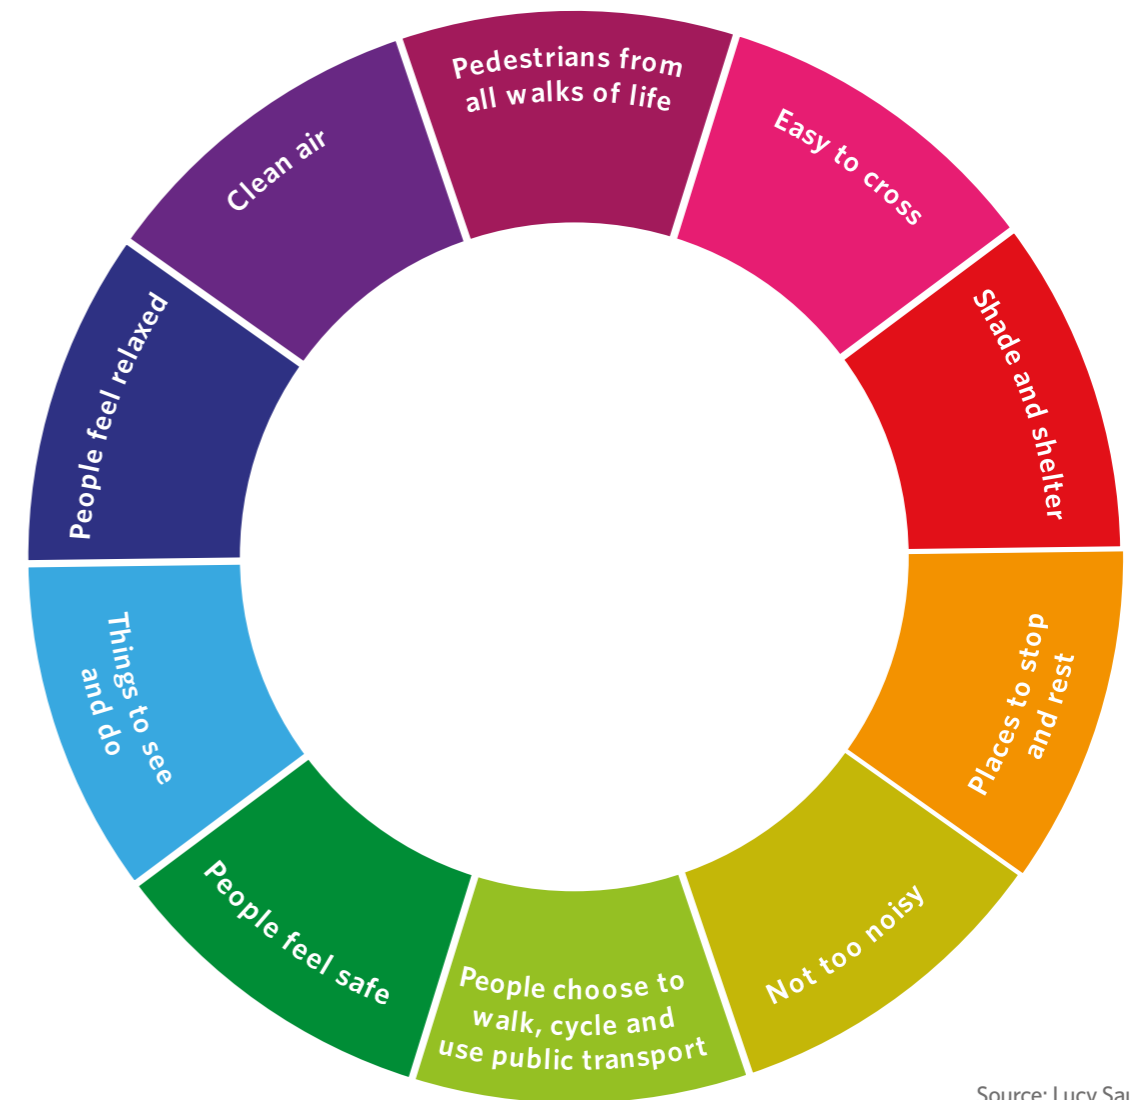 Pedestrians from
all walks of life
Easy to cross
Shade and shelter
Places to stop
and rest
Not too noisy
People choose to
walk, cycle and
use public transport
People feel safe
Things to see
and do
People feel relaxed
Clean air
Source: Lucy